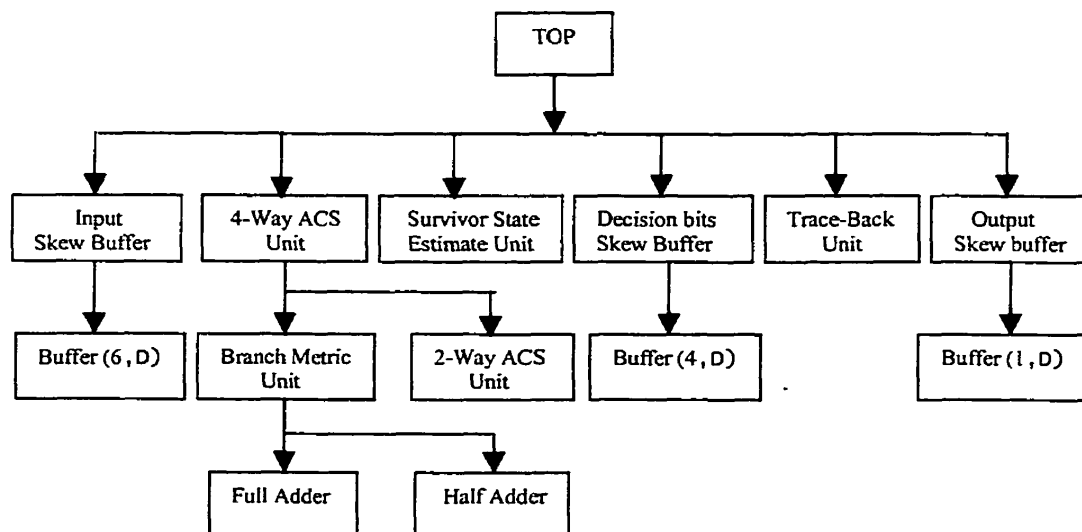 TOP
Input
Skew Buffer
4-Way ACS
Unit
Survivor State
Estimate Unit
Decision bits
Skew Buffer
Trace-Back
Unit
Output
Skew buffer
Buffer(6,D)
Branch Metric
Unit
2-Way ACS
Unit
Buffer(4,D)
Buffer(1,D)
Full Adder
Half Adder